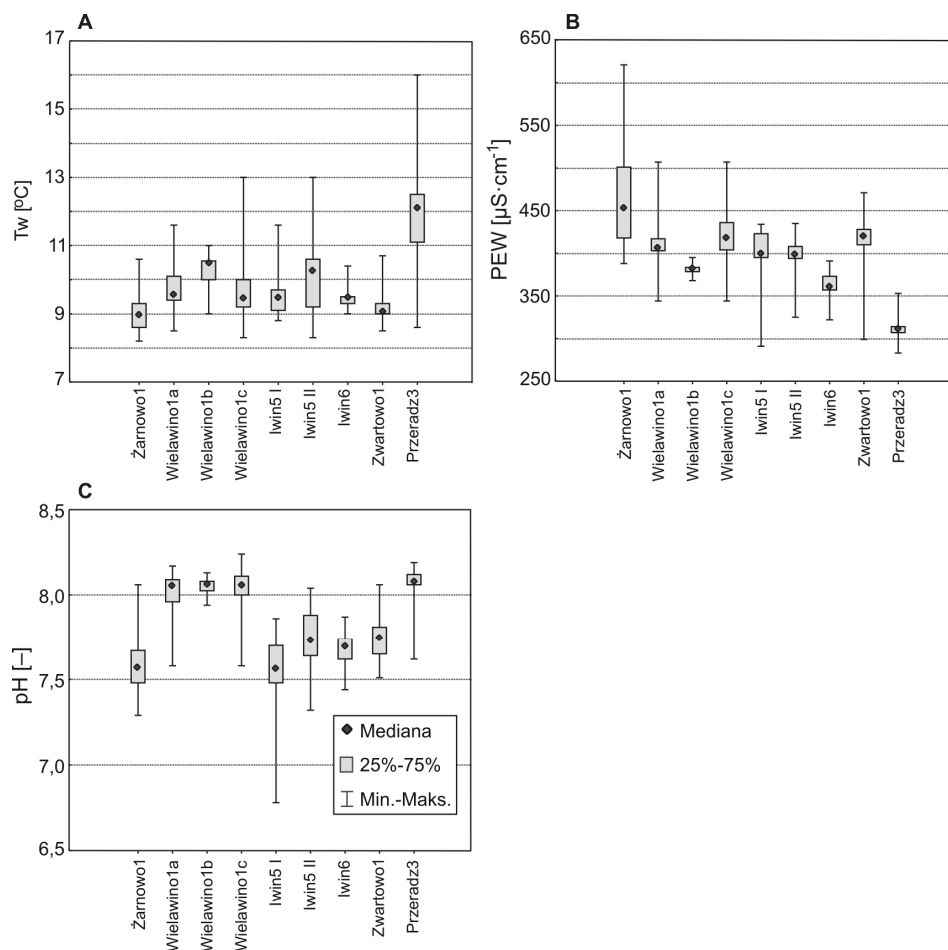 A
17
15
13
11
9
7
Tw [ºC]
Żarnowo1
Wielawino1a
Wielawino1b
Wielawino1c
Iwin5 I
Iwin5 II
Iwin6
Zwartowo1
Przeradz3
B
650
550
450
350
250
PEW [µS·cm⁻¹]
Żarnowo1
Wielawino1a
Wielawino1b
Wielawino1c
Iwin5 I
Iwin5 II
Iwin6
Zwartowo1
Przeradz3
C
8,5
8,0
7,5
7,0
6,5
pH [–]
Mediana
25%-75%
Min.-Maks.
Żarnowo1
Wielawino1a
Wielawino1b
Wielawino1c
Iwin5 I
Iwin5 II
Iwin6
Zwartowo1
Przeradz3